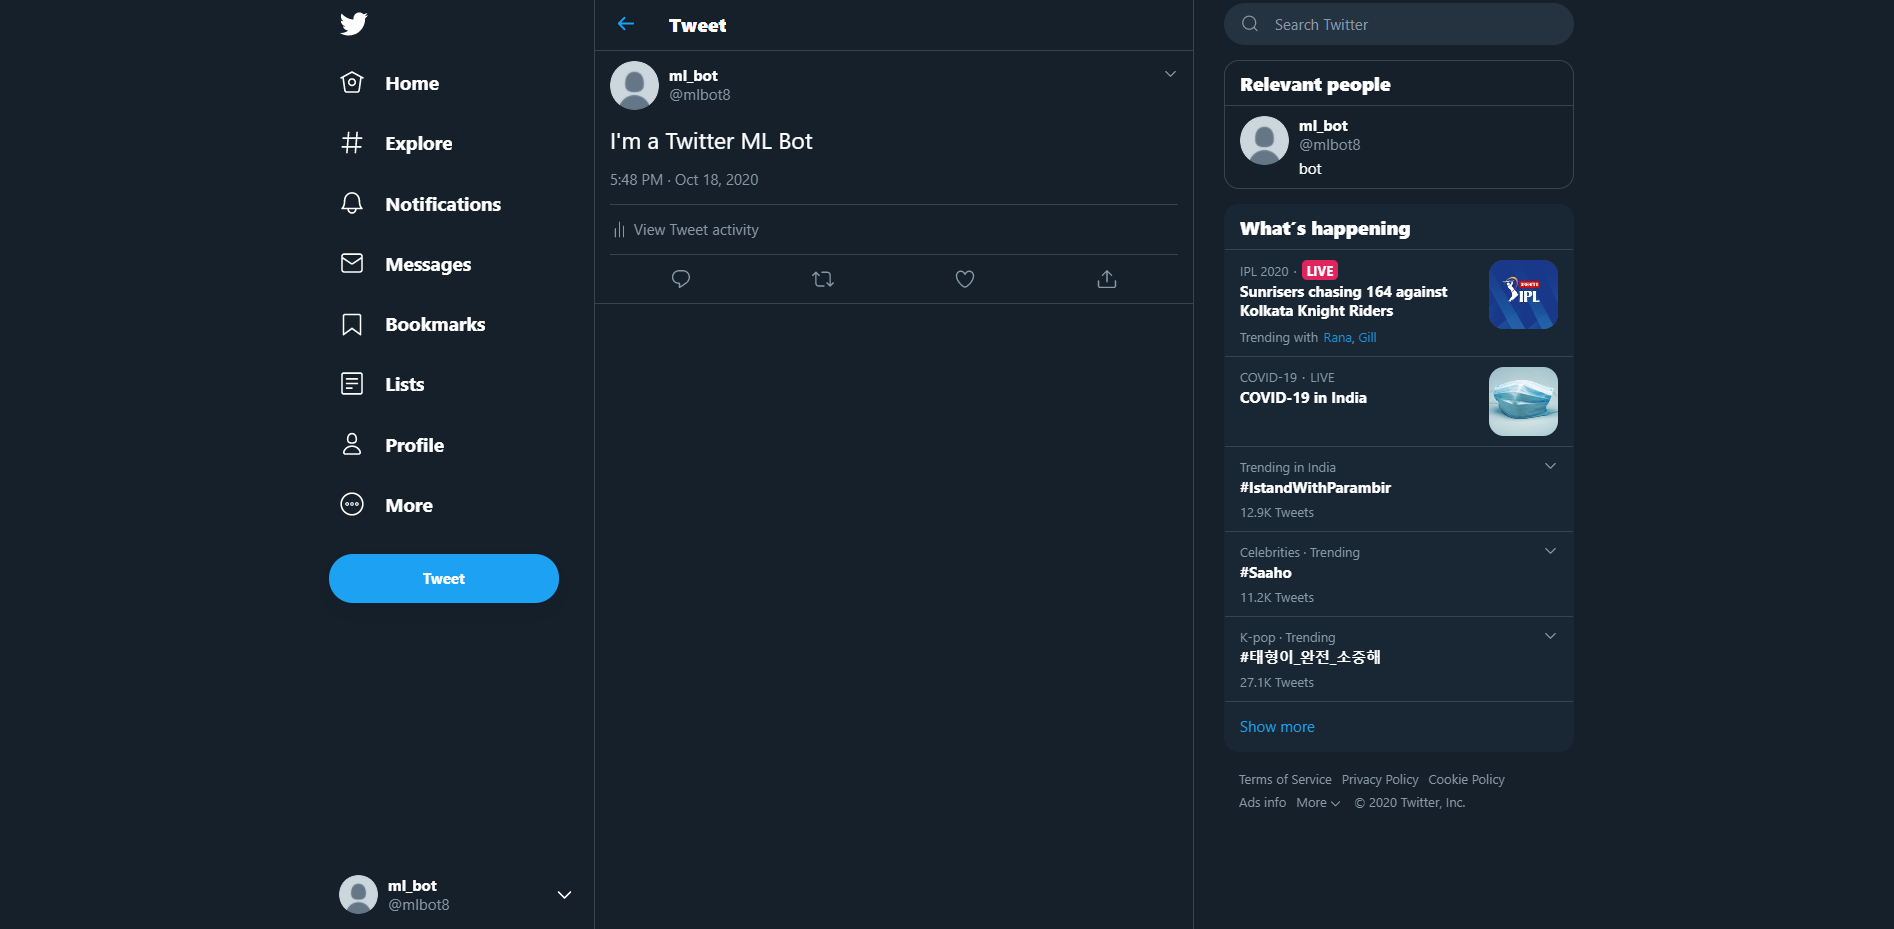 Home
Explore
Notifications
Messages
Bookmarks
Lists
Profile
More
Tweet
ml_bot
@mlbot8
Tweet
ml_bot
@mlbot8
I'm a Twitter ML Bot
5:48 PM · Oct 18, 2020
View Tweet activity
Search Twitter
Relevant people
ml_bot
@mlbot8
bot
What´s happening
IPL 2020 · LIVE
Sunrisers chasing 164 against
Kolkata Knight Riders
Trending with Rana, Gill
IPL
COVID-19 · LIVE
COVID-19 in India
Trending in India
#IstandWithParambir
12.9K Tweets
Celebrities · Trending
#Saaho
11.2K Tweets
K-pop · Trending
#태형이_완전_소중해
27.1K Tweets
Show more
Terms of Service Privacy Policy Cookie Policy
Ads info More © 2020 Twitter, Inc.